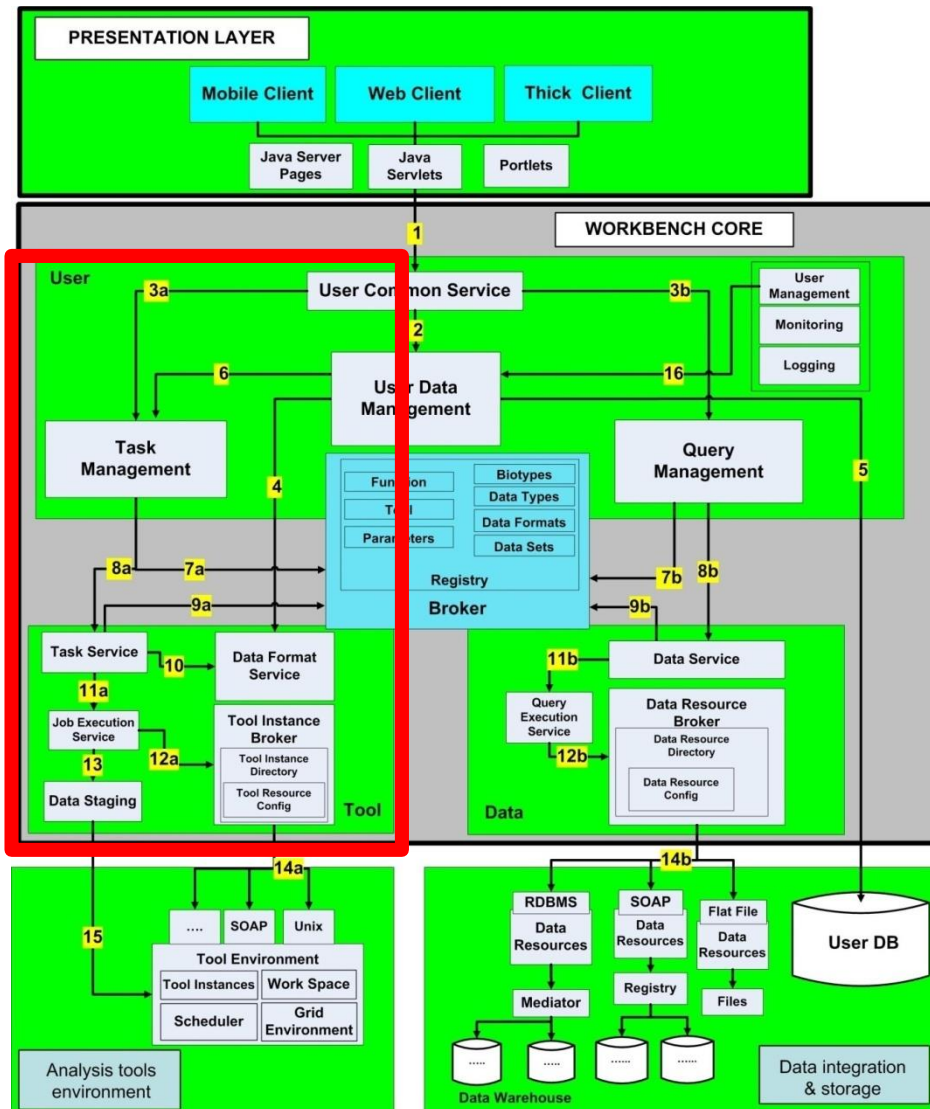 PRESENTATION LAYER
Mobile Client
Web Client
Thick Client
Java Server
Pages
Java
Servlets
Portlets
1
WORKBENCH CORE
User
3a
User Common Service
3b
User
Management
2
Monitoring
6
16
Logging
User Data
Management
Task
Management
4
Query
Management
5
Function
Tool
Parameters
Biotypes
Data Types
Data Formats
Data Sets
Registry
Broker
8a
7a
7b
8b
9a
9b
Task Service
10
Data Format
Service
11b
Data Service
11a
Job Execution
Service
Tool Instance
Broker
Query
Execution
Service
Data Resource
Broker
12a
Tool Instance
Directory
12b
Data Resource
Directory
13
Tool Resource
Config
Data Resource
Config
Data Staging
Tool
Data
14a
14b
15
....
SOAP
Unix
Tool Environment
Tool Instances
Work Space
Scheduler
Grid
Environment
Analysis tools
environment
RDBMS
Data
Resources
SOAP
Data
Resources
Flat File
Data
Resources
User DB
Mediator
Registry
Files
.....
.....
......
......
Data Warehouse
Data integration
& storage